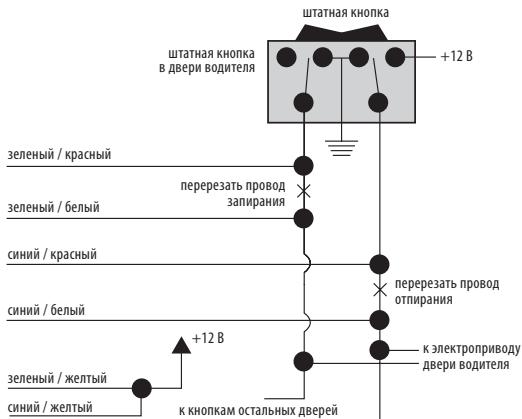 штатная кнопка
штатная кнопка
в двери водителя
+12 В
зеленый / красный
перерезать провод
запирания
зеленый / белый
синий / красный
перерезать провод
отпирания
синий / белый
+12 В
к электроприводу
двери водителя
зеленый / желтый
синий / желтый
к кнопкам остальных дверей